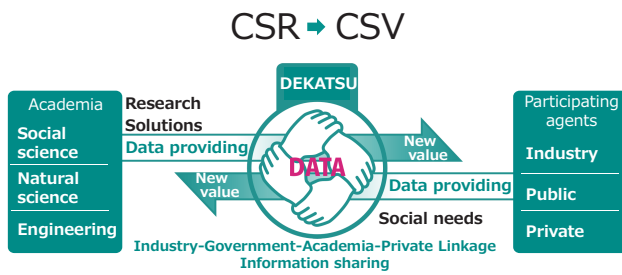 CSR ➡ CSV
DEKATSU
Academia
Social
science
Natural
science
Engineering
Research
Solutions
Data providing
New
value
DATA
New
value
Data providing
Social needs
Participating
agents
Industry
Public
Private
Industry-Government-Academia-Private Linkage
Information sharing